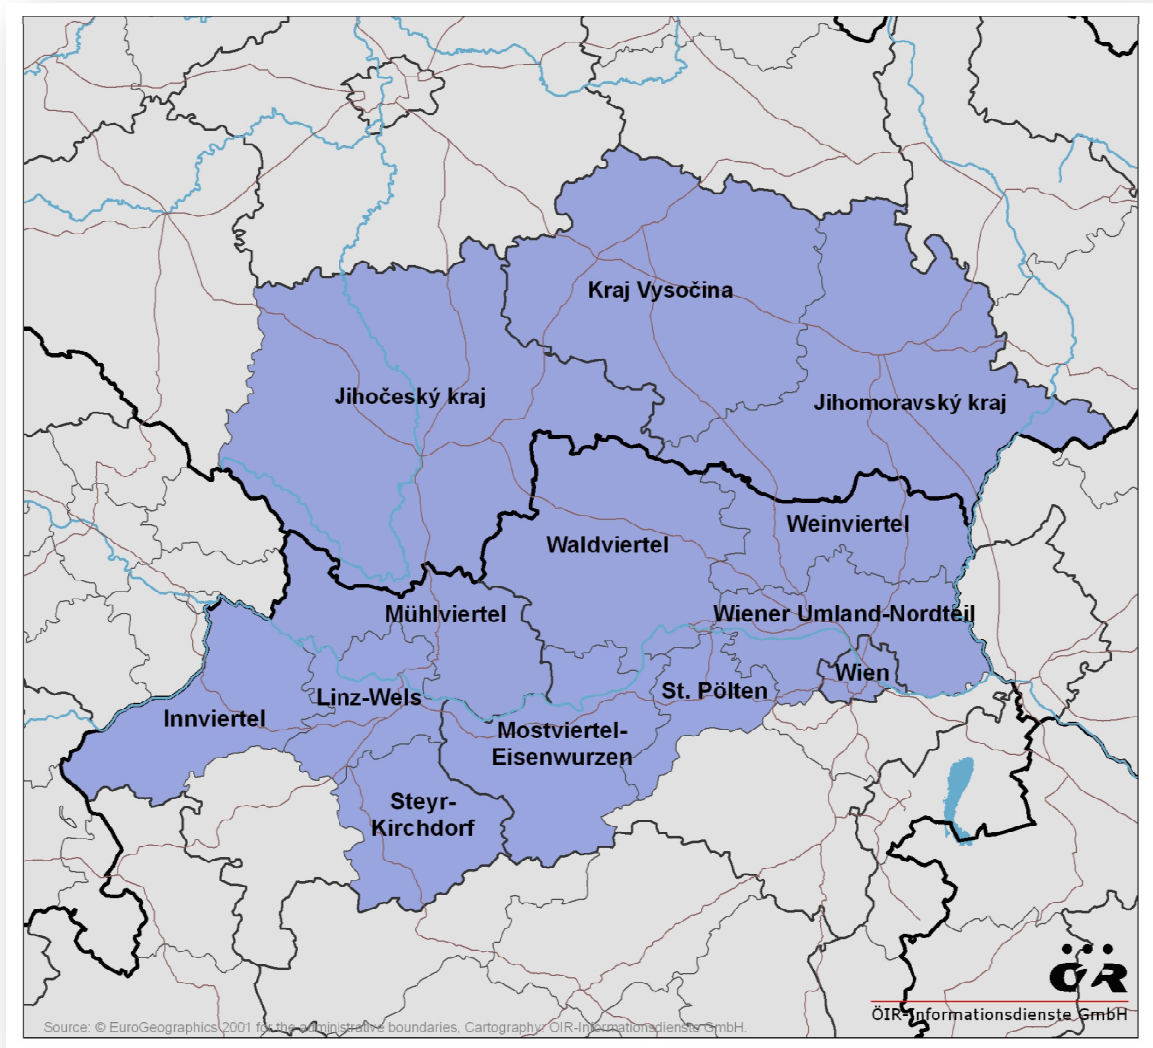 Kraj Vysočina
Jihočeský kraj
Jihomoravský kraj
Weinviertel
Waldviertel
Mühlviertel
Wiener Umland-Nordteil
Wien
Linz-Wels
St. Pölten
Innviertel
Mostviertel-
Eisenwurzen
Steyr-
Kirchdorf
ÖIR
ÖIR-Informationsdienste GmbH
Source: © EuroGeographics 2001 for the administrative boundaries, Cartography: ÖIR-Informationsdienste GmbH.